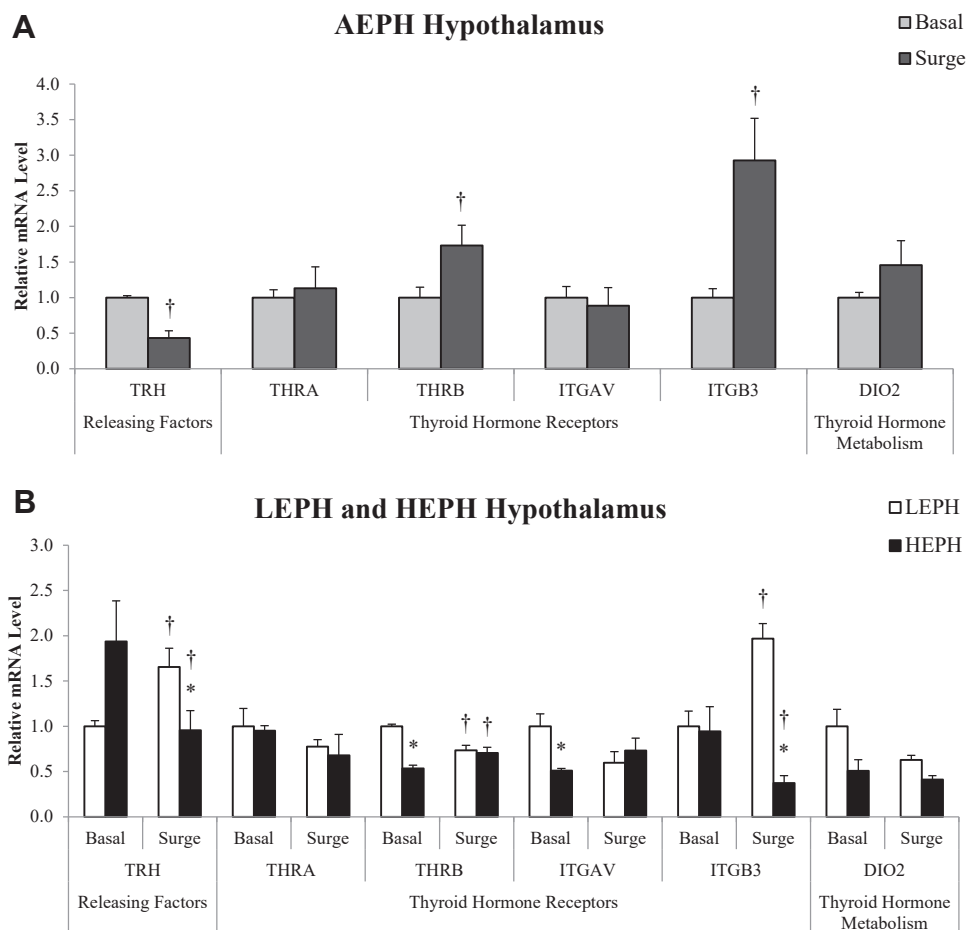 A
AEPH Hypothalamus
Basal
Surge
Relative mRNA Level
4.0
3.5
3.0
2.5
2.0
1.5
1.0
0.5
0.0
†
†
†
TRH THRA THRB ITGAV ITGB3 DIO2
Releasing Factors Thyroid Hormone Receptors Thyroid Hormone
Metabolism
B
LEPH and HEPH Hypothalamus
LEPH
HEPH
Relative mRNA Level
3.0
2.5
2.0
1.5
1.0
0.5
0.0
† † * * † † * † † *
Basal Surge Basal Surge Basal Surge Basal Surge Basal Surge Basal Surge
TRH THRA THRB ITGAV ITGB3 DIO2
Releasing Factors Thyroid Hormone Receptors Thyroid Hormone
Metabolism